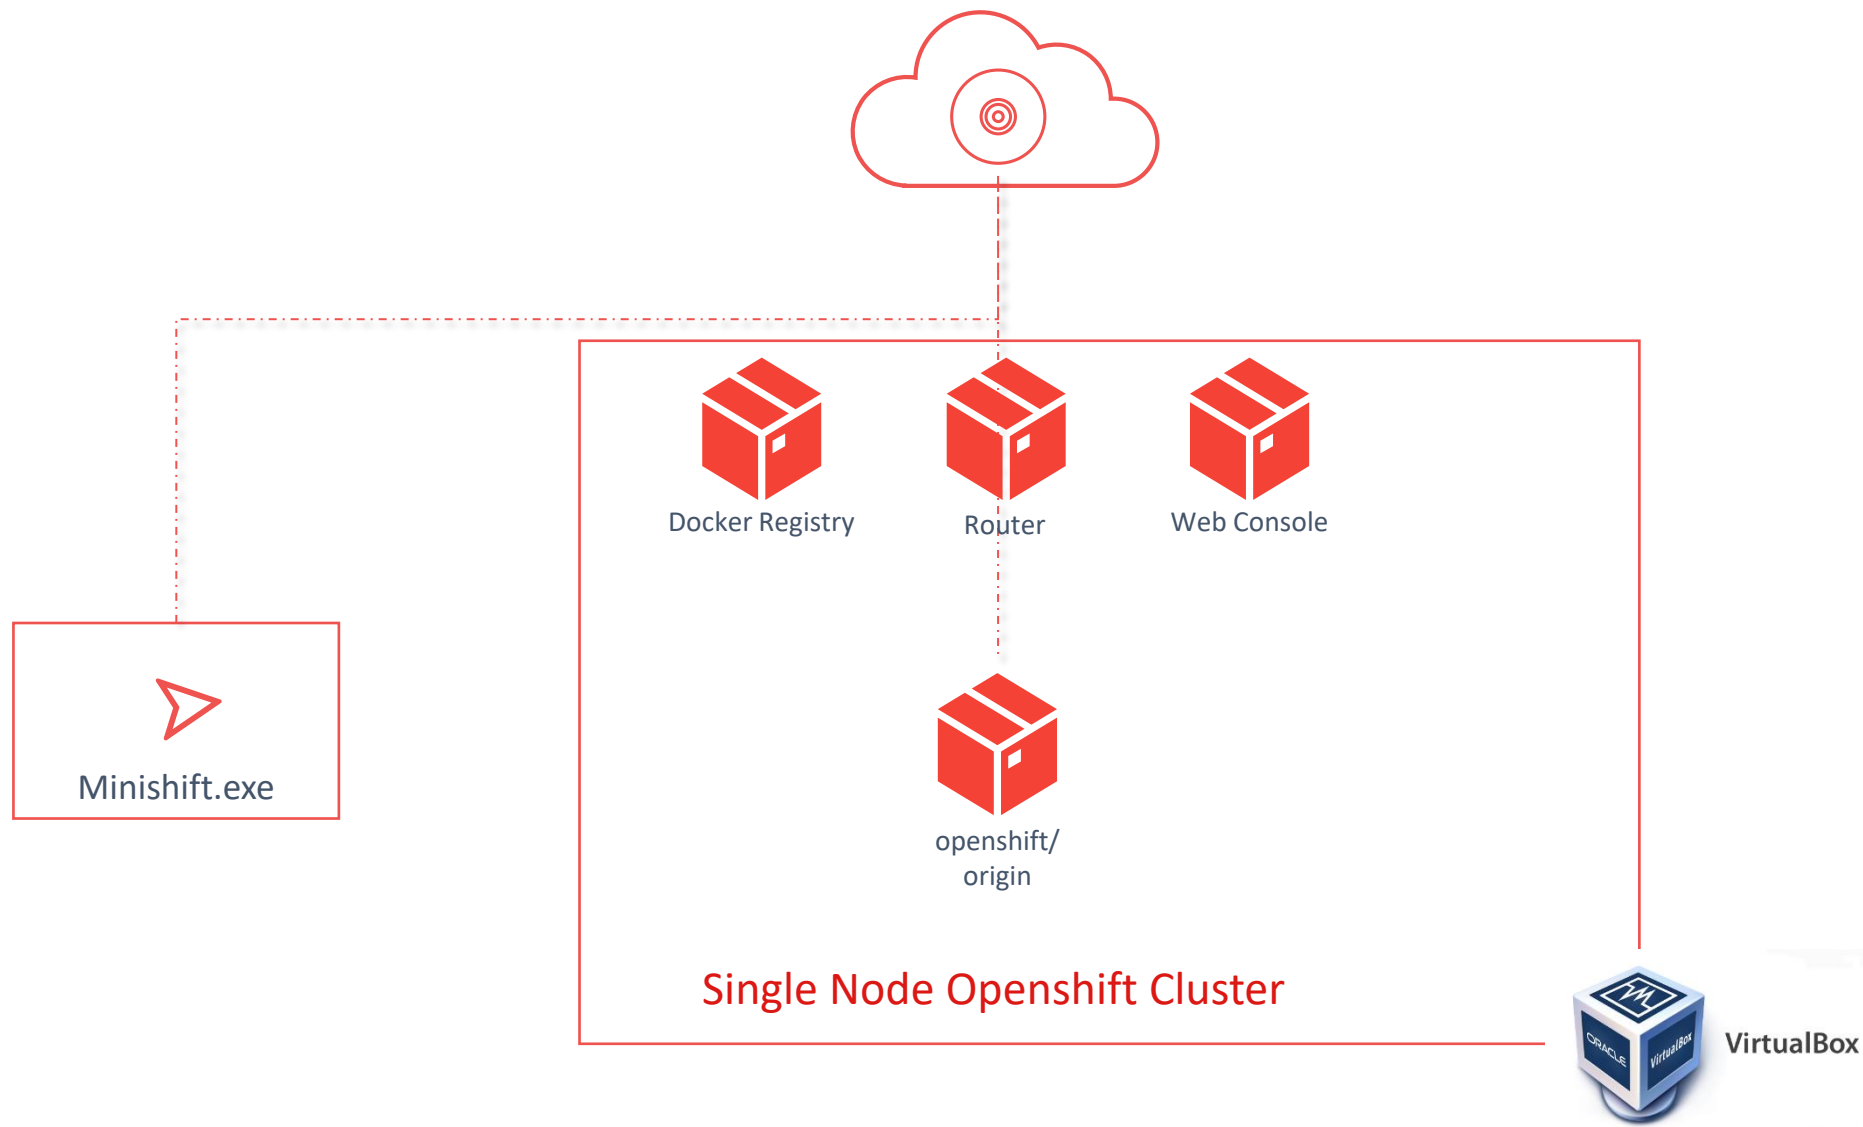 Docker Registry
Router
Web Console
Minishift.exe
openshift/
origin
Single Node Openshift Cluster
ORACLE
VirtualBox
VirtualBox